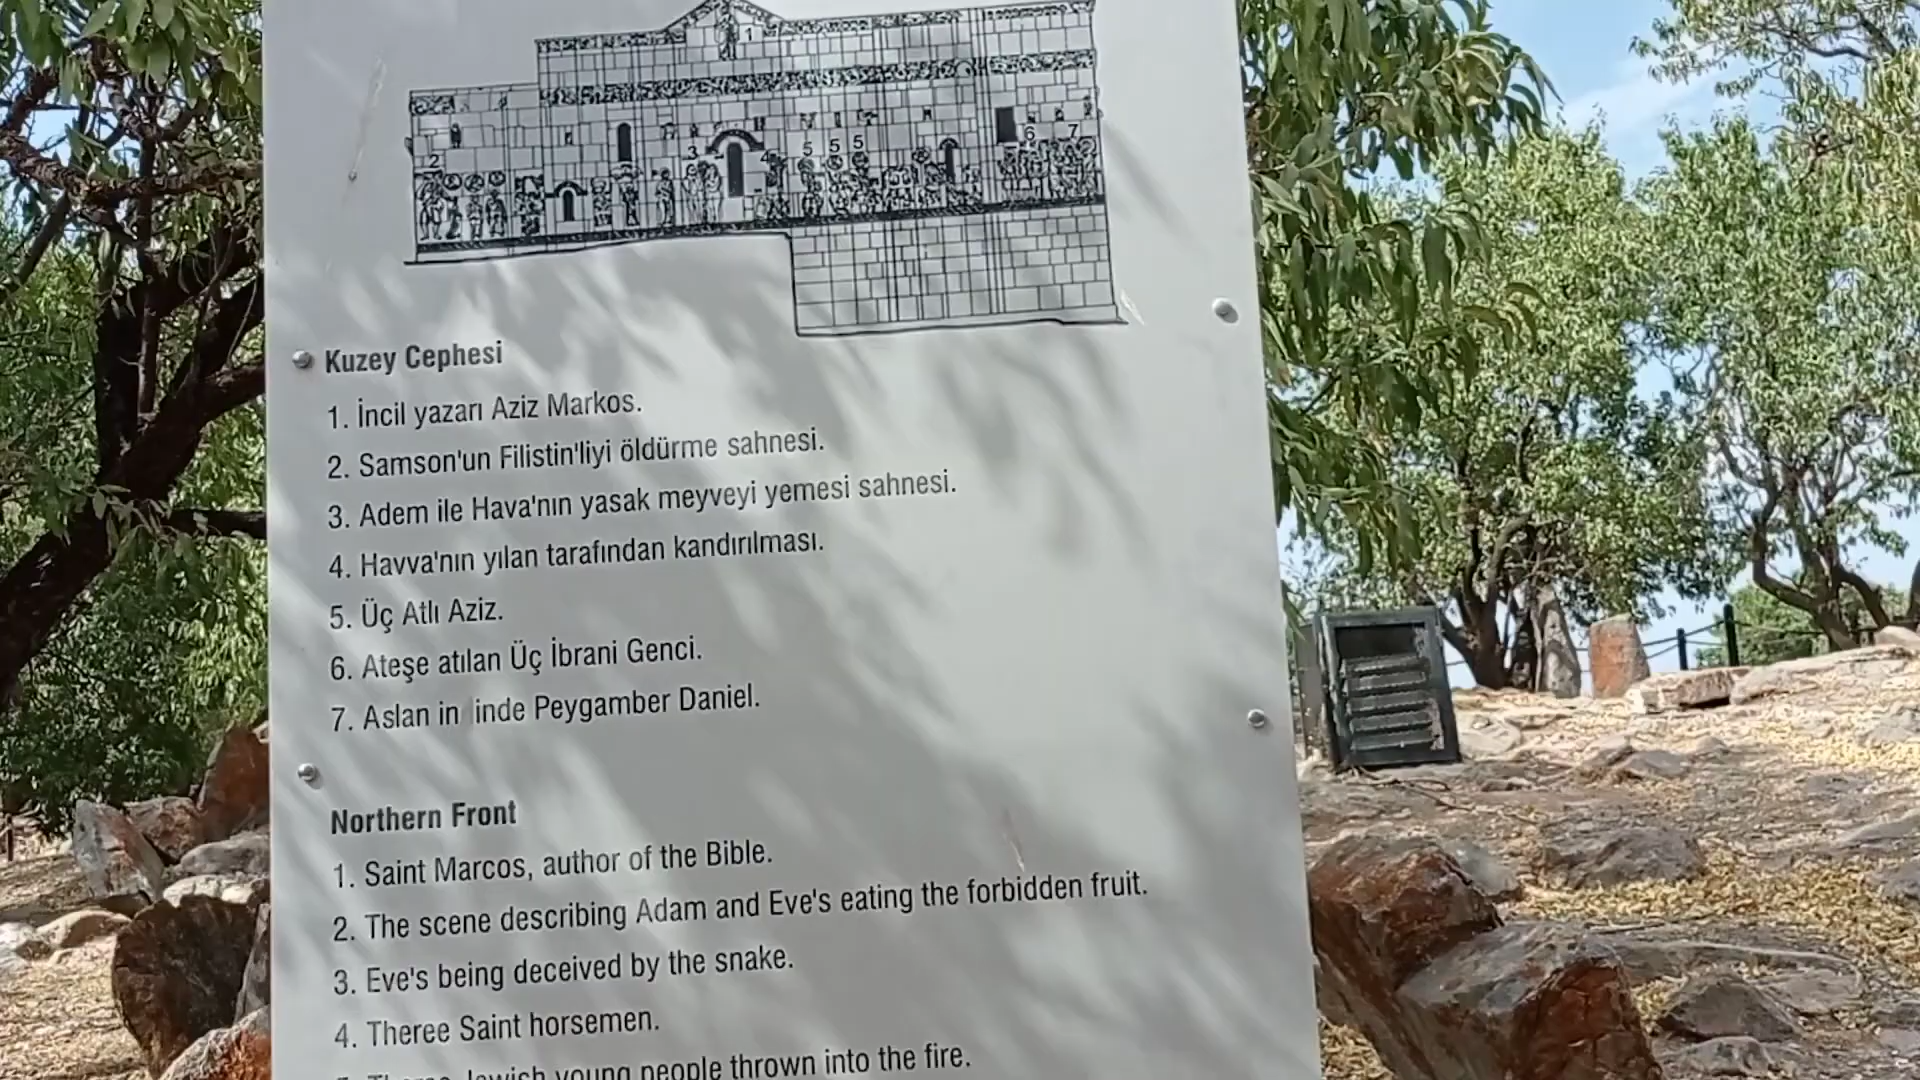 1
2
3
4
5
5
5
6
7
Kuzey Cephesi
1. İncil yazarı Aziz Markos.
2. Samson'un Filistin'liyi öldürme sahnesi.
3. Adem ile Hava'nın yasak meyveyi yemesi sahnesi.
4. Havva'nın yılan tarafından kandırılması.
5. Üç Atlı Aziz.
6. Ateşe atılan Üç İbrani Genci.
7. Aslan in inde Peygamber Daniel.
Northern Front
1. Saint Marcos, author of the Bible.
2. The scene describing Adam and Eve's eating the forbidden fruit.
3. Eve's being deceived by the snake.
4. Theree Saint horsemen.
Jewish young people thrown into the fire.